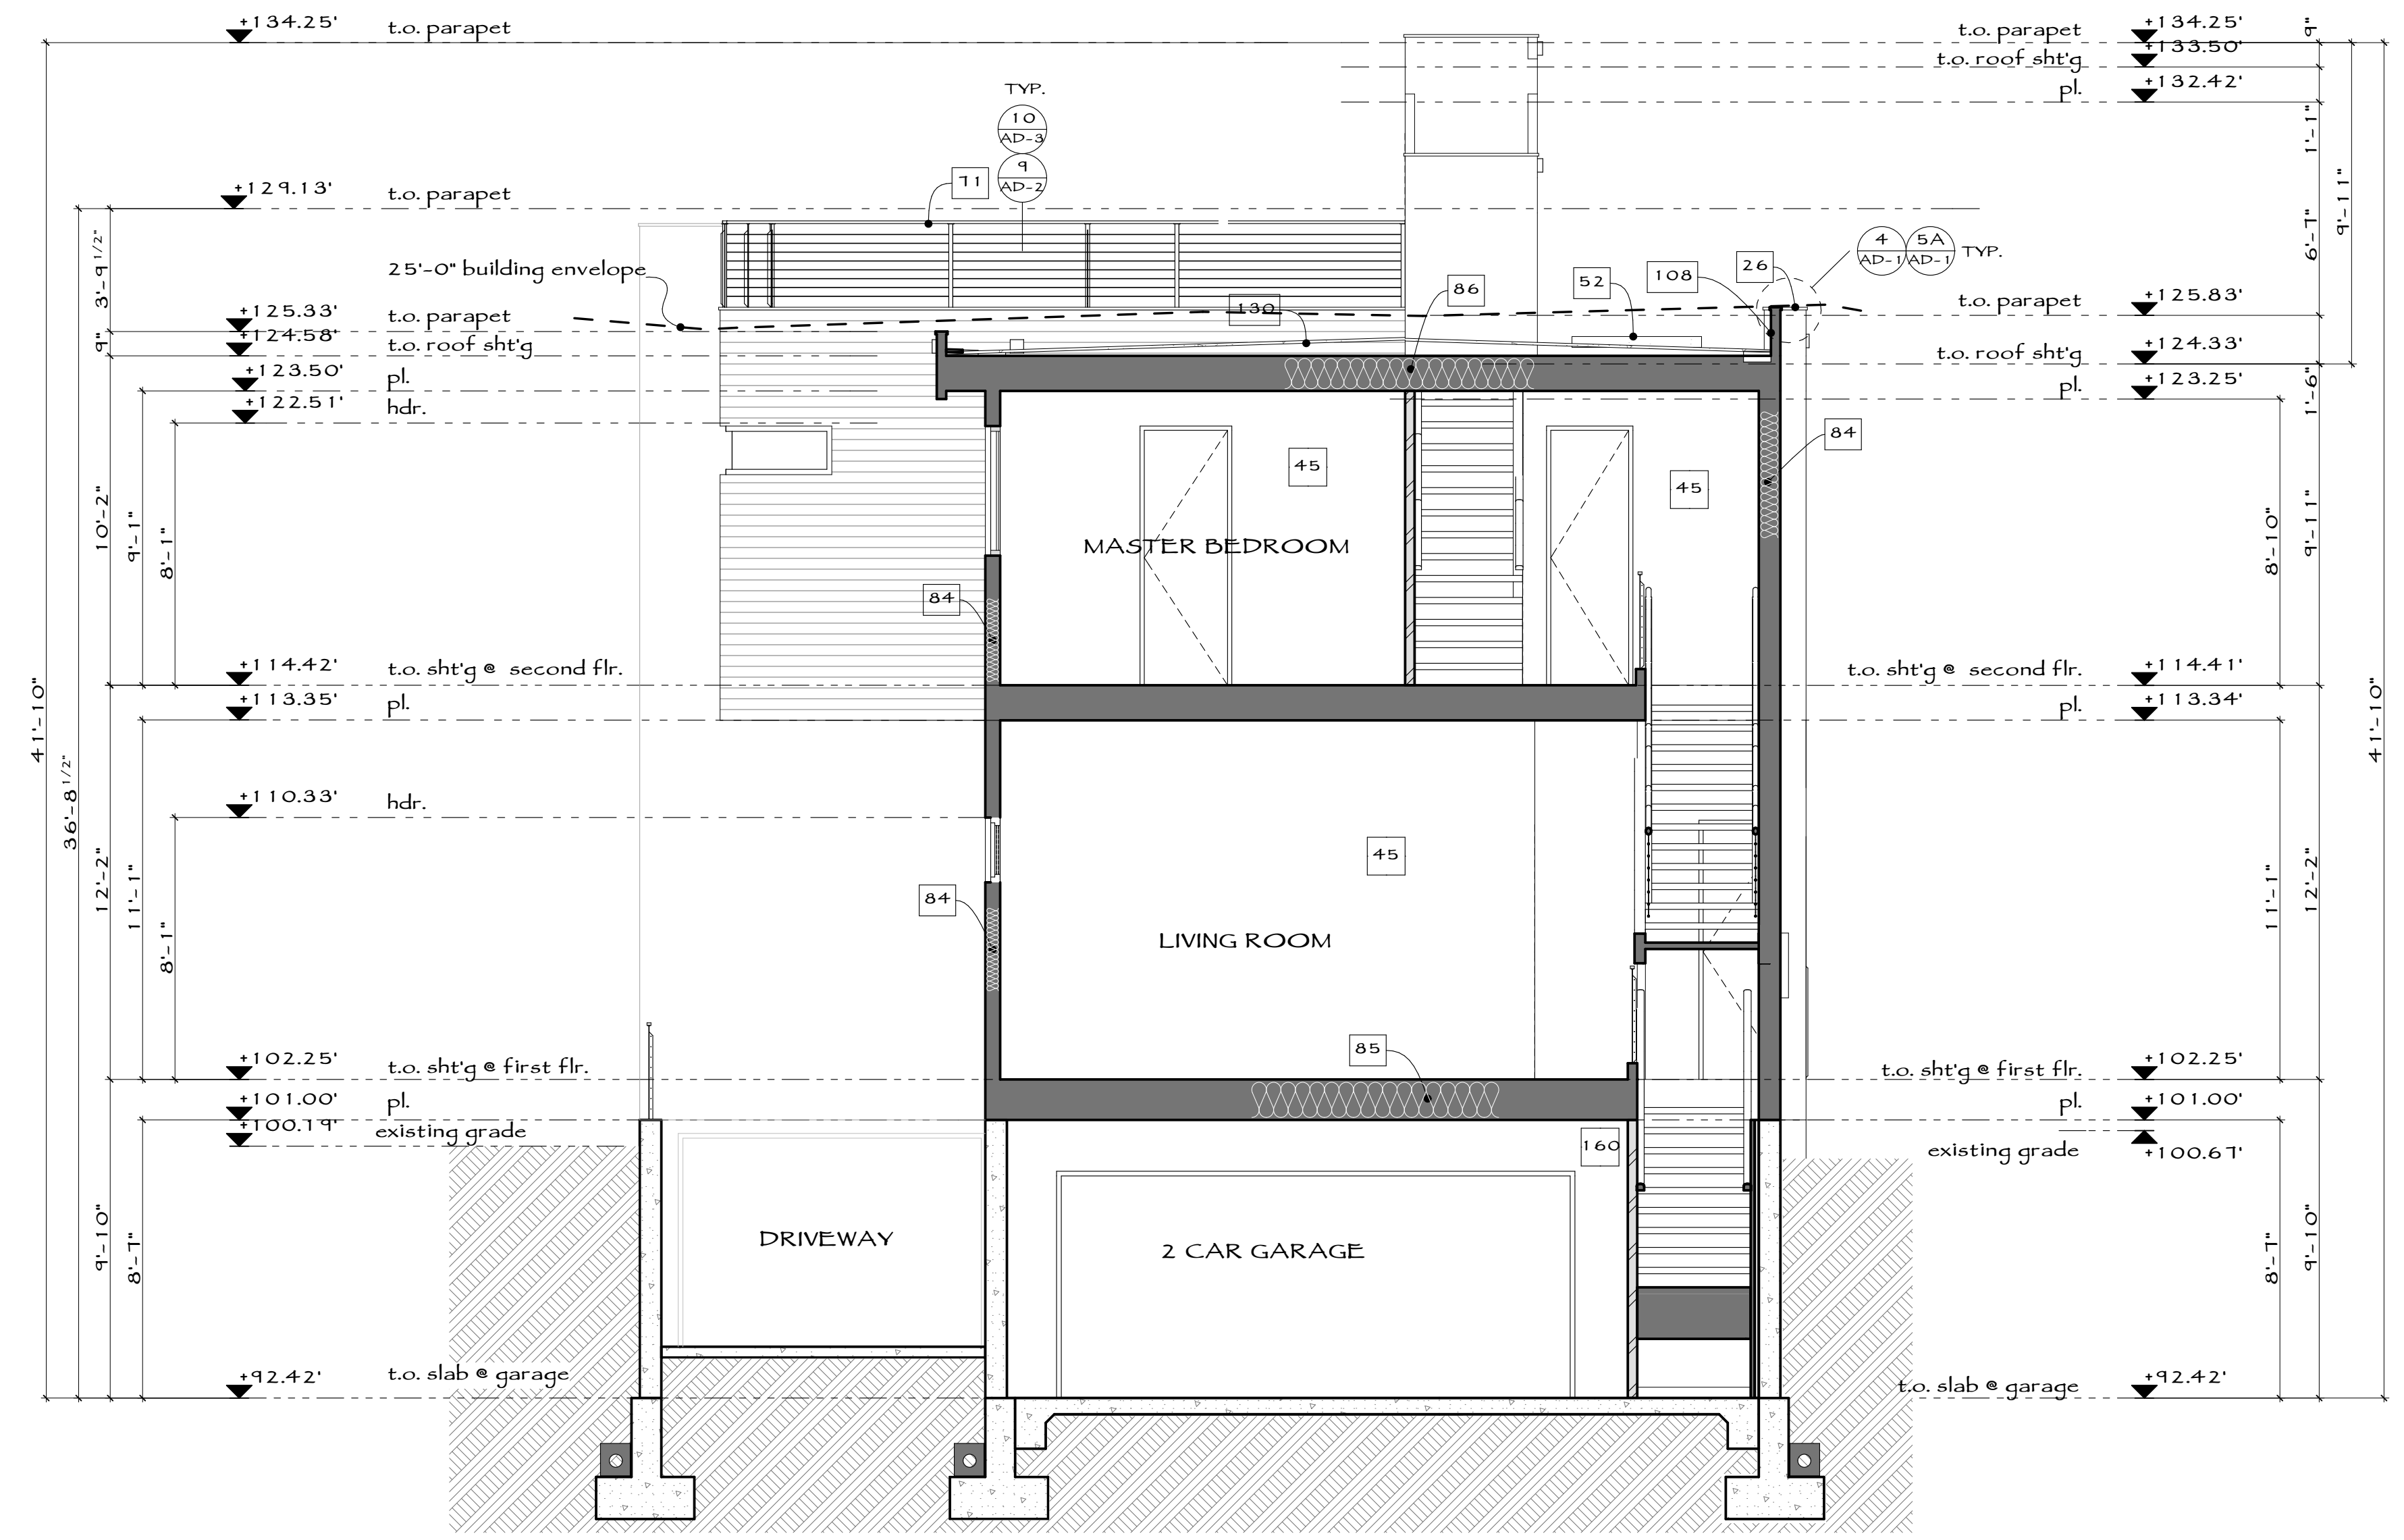 +134.25' t.o. parapet
t.o. parapet +134.25'
9"
+133.50'
t.o. roof sht'g
pl. +132.42'
1'-1"
TYP.
10
AD-3
9
AD-2
71
+129.13' t.o. parapet
9'-11"
6'-7"
3'-9 1/2"
25'-0" building envelope
4
AD-1
5A
AD-1
TYP.
26
108
52
86
130
+125.33' t.o. parapet
t.o. parapet +125.83'
9"
+124.58' t.o. roof sht'g
t.o. roof sht'g +124.33'
+123.50' pl.
pl. +123.25'
1'-6"
+122.51' hdr.
84
45
45
10'-2"
9'-1"
8'-1"
8'-10"
9'-11"
MASTER BEDROOM
84
+114.42' t.o. sht'g @ second flr.
t.o. sht'g @ second flr. +114.41'
+113.35' pl.
pl. +113.34'
41'-10"
36'-8 1/2"
41'-10"
+110.33' hdr.
45
12'-2"
11'-1"
8'-1"
11'-1"
12'-2"
84
LIVING ROOM
85
+102.25' t.o. sht'g @ first flr.
t.o. sht'g @ first flr. +102.25'
+101.00' pl.
pl. +101.00'
+100.19' existing grade
existing grade +100.67'
160
9'-10"
8'-7"
DRIVEWAY
2 CAR GARAGE
8'-7"
9'-10"
+92.42' t.o. slab @ garage
t.o. slab @ garage +92.42'